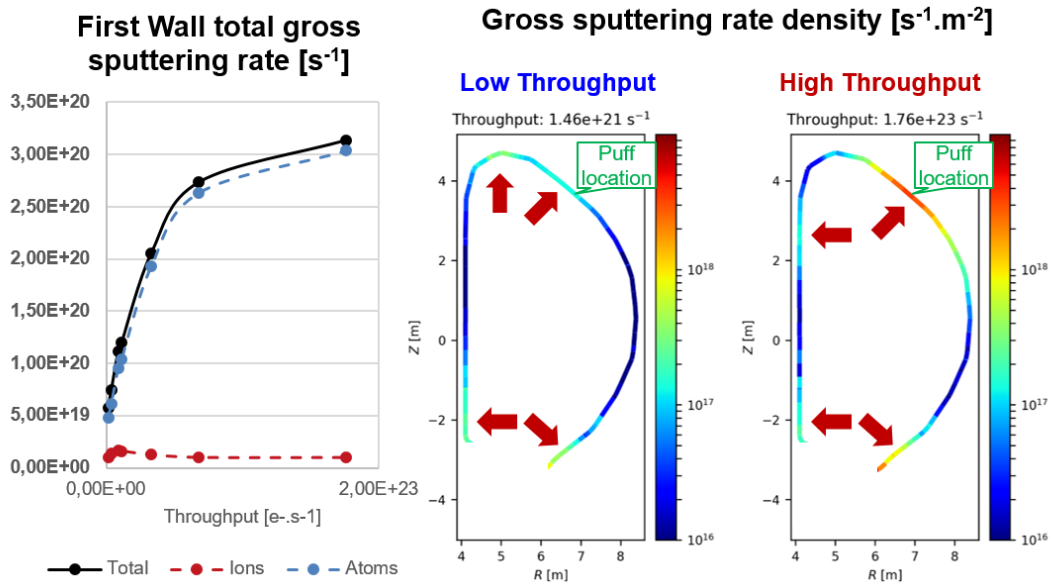 First Wall total gross
sputtering rate [s-1]
3,50E+20
3,00E+20
2,50E+20
2,00E+20
1,50E+20
1,00E+20
5,00E+19
0,00E+00
0,00E+00 2,00E+23
Throughput [e-.s-1]
Total Ions Atoms
Gross sputtering rate density [s-1.m-2]
Low Throughput
Throughput: 1.46e+21 s−1
Puff
location
4
2
0
−2
−4
Z [m]
4 5 6 7 8
R [m]
10^18
10^17
10^16
High Throughput
Throughput: 1.76e+23 s−1
Puff
location
4
2
0
−2
−4
Z [m]
4 5 6 7 8
R [m]
10^18
10^17
10^16